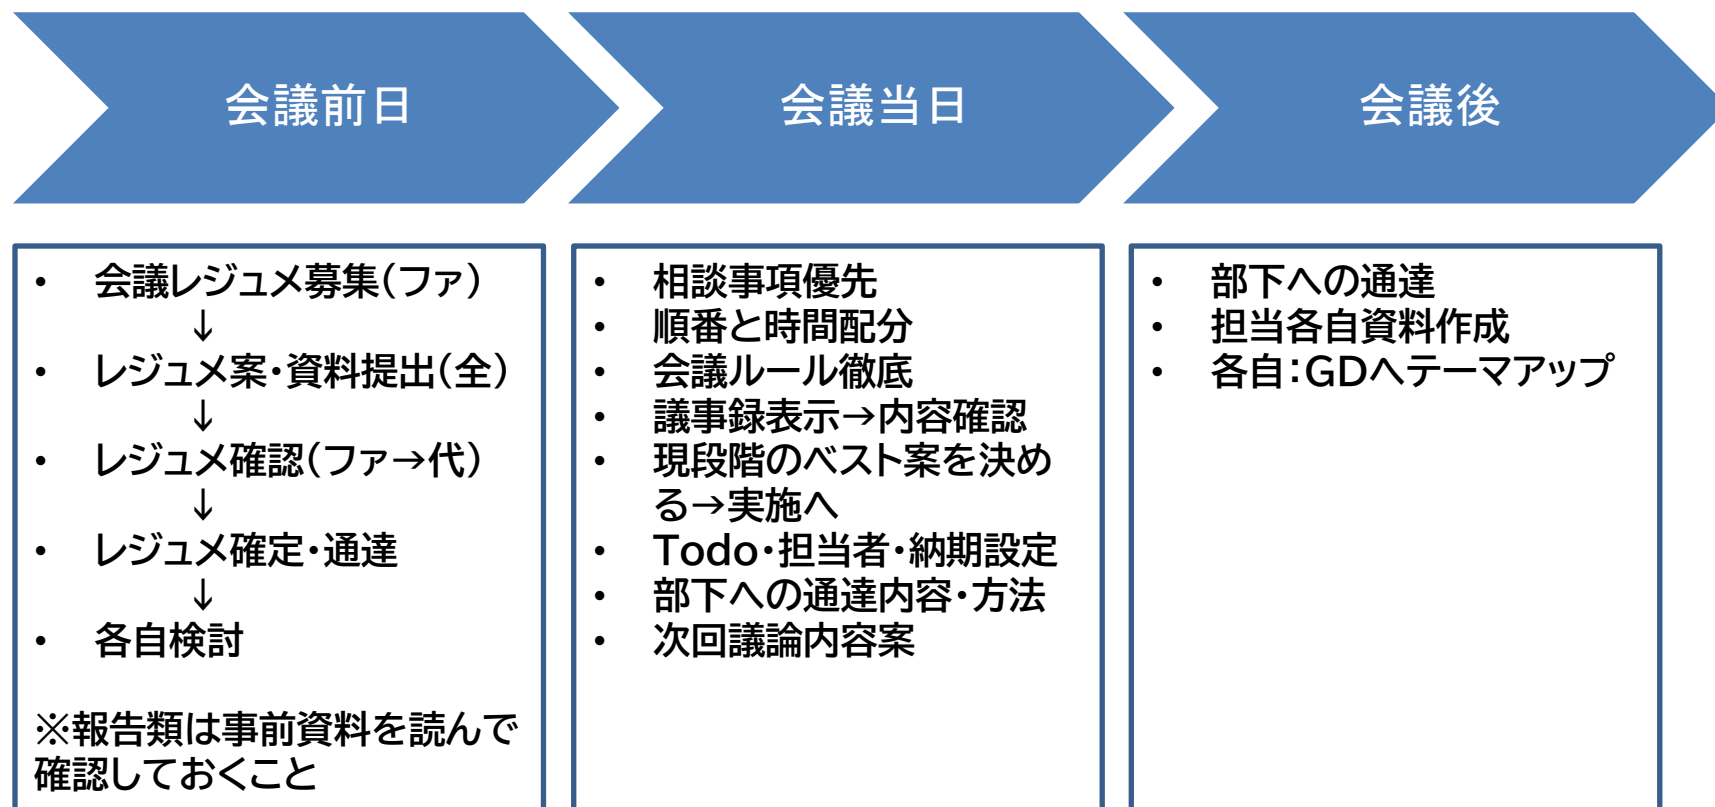 会議前日
会議当日
会議後
• 会議レジュメ募集(ファ)
↓
• レジュメ案・資料提出(全)
↓
• レジュメ確認(ファ→代)
↓
• レジュメ確定・通達
↓
• 各自検討
※報告類は事前資料を読んで
確認しておくこと
• 相談事項優先
• 順番と時間配分
• 会議ルール徹底
• 議事録表示→内容確認
• 現段階のベスト案を決め
る→実施へ
• Todo・担当者・納期設定
• 部下への通達内容・方法
• 次回議論内容案
• 部下への通達
• 担当各自資料作成
• 各自：GDへテーマアップ